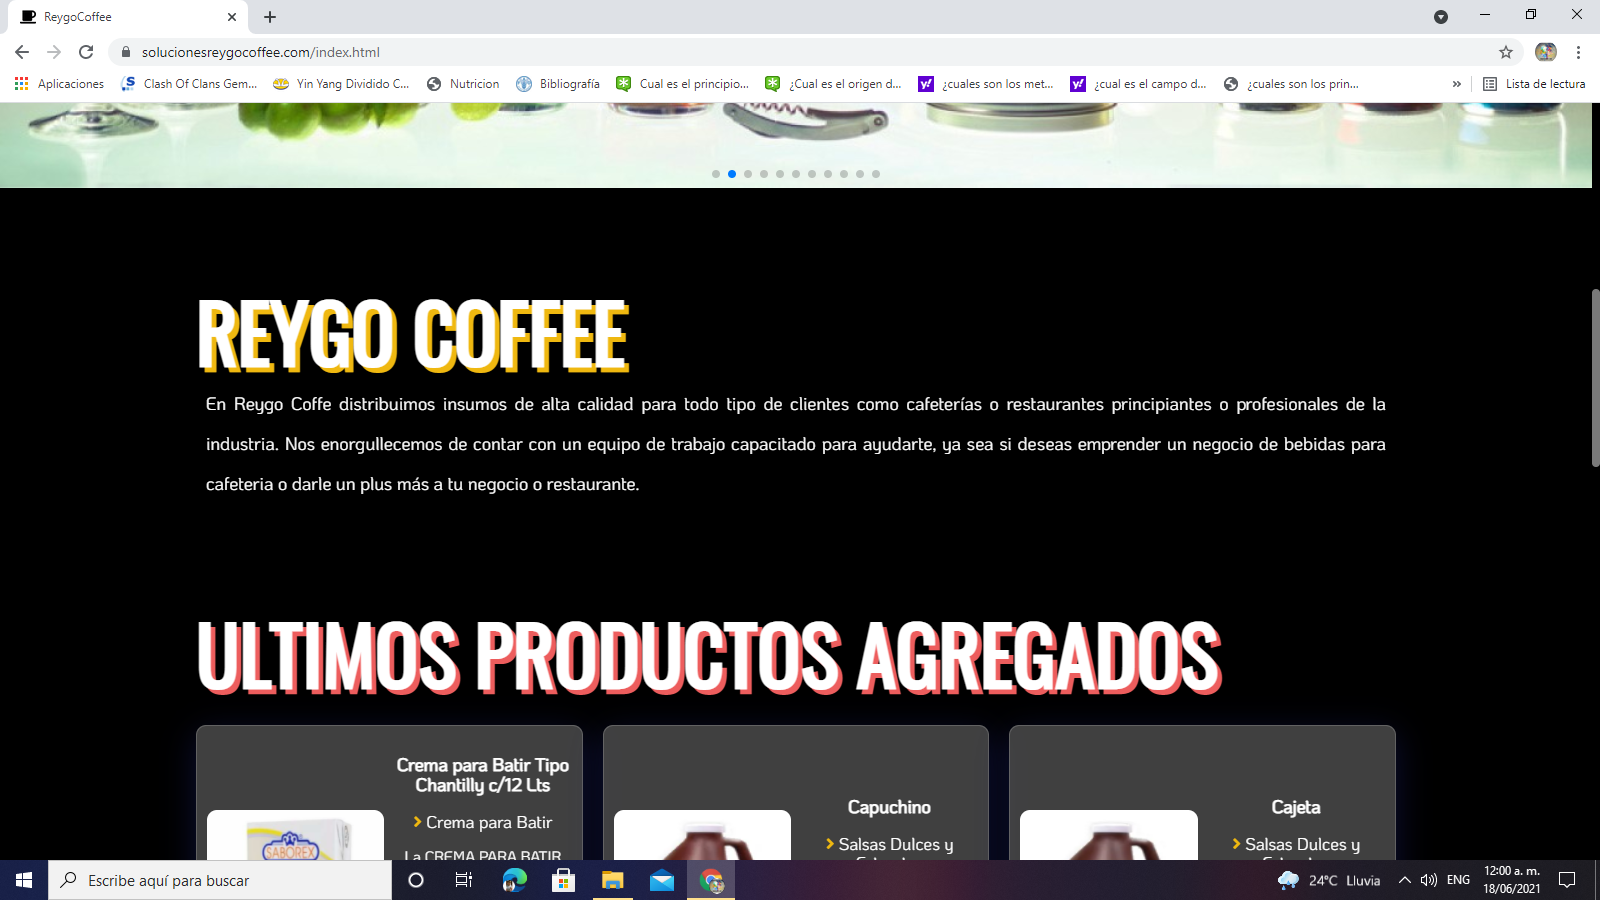 ReygoCoffee
solucionesreygocoffee.com/index.html
Aplicaciones Clash Of Clans Gem... Yin Yang Dividido C... Nutricion Bibliografía Cual es el principio... ¿Cual es el origen d... ¿cuales son los met... ¿cual es el campo d... ¿cuales son los prin... » Lista de lectura
REYGO COFFEE
En Reygo Coffe distribuimos insumos de alta calidad para todo tipo de clientes como cafeterías o restaurantes principiantes o profesionales de la
industria. Nos enorgullecemos de contar con un equipo de trabajo capacitado para ayudarte, ya sea si deseas emprender un negocio de bebidas para
cafeteria o darle un plus más a tu negocio o restaurante.
ULTIMOS PRODUCTOS AGREGADOS
Crema para Batir Tipo
Chantilly c/12 Lts
Crema para Batir
La CREMA PARA BATIR
SABOREX
Capuchino
Salsas Dulces y
Cajeta
Salsas Dulces y
Escribe aquí para buscar
24°C Lluvia
ENG
12:00 a. m.
18/06/2021